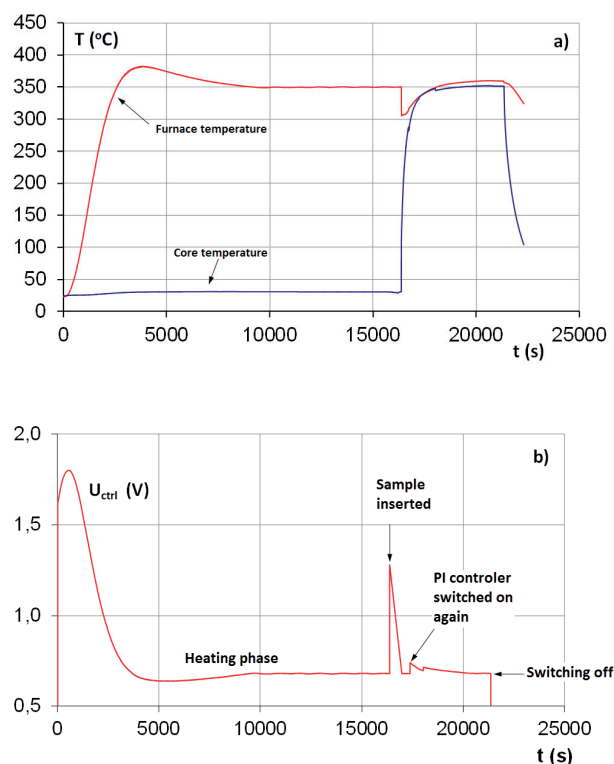 450
T (°C)
a)
400
350
300
Furnace temperature
250
200
150
Core temperature
100
50
0
0
5000
10000
15000
20000
25000
t (s)
2,0
b)
U_ctrl (V)
Sample
inserted
1,5
PI controler
switched on
again
1,0
Heating phase
Switching off
0,5
0
5000
10000
15000
20000
25000
t (s)